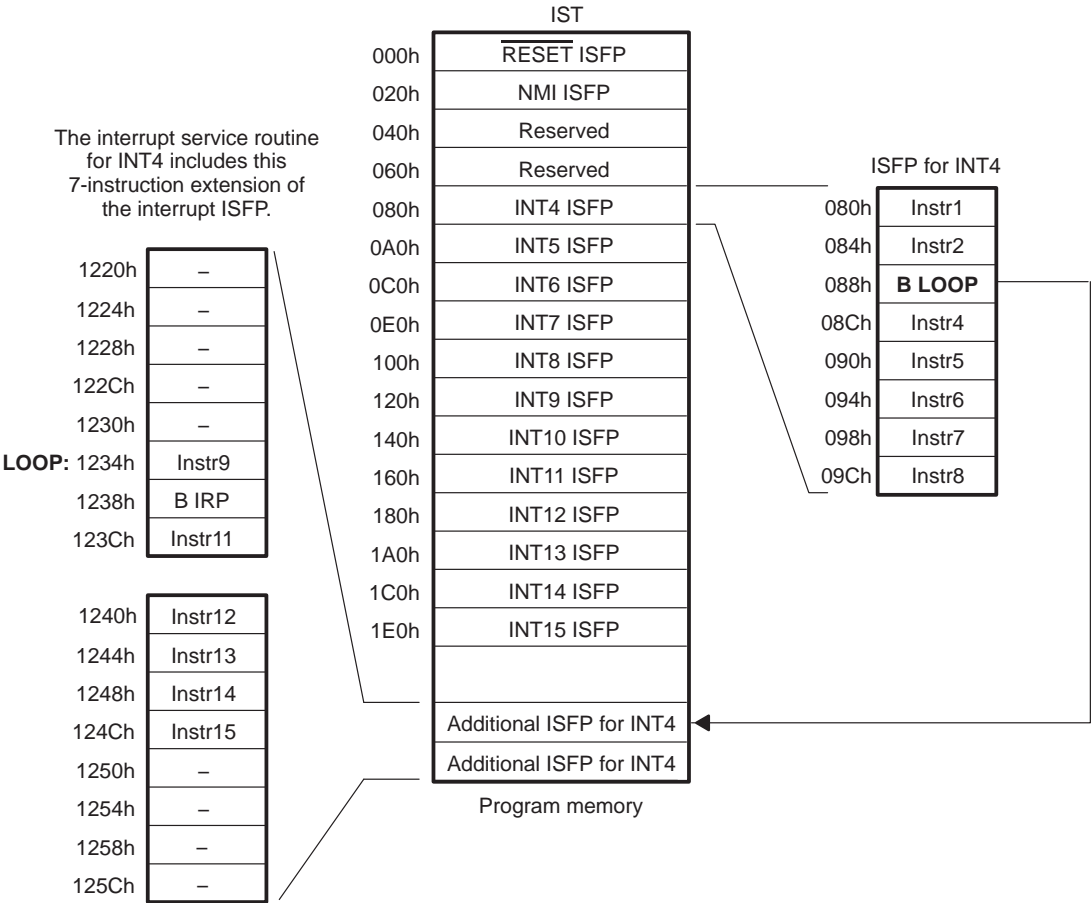 IST
000h RESET ISFP
020h NMI ISFP
040h Reserved
060h Reserved
080h INT4 ISFP
0A0h INT5 ISFP
0C0h INT6 ISFP
0E0h INT7 ISFP
100h INT8 ISFP
120h INT9 ISFP
140h INT10 ISFP
160h INT11 ISFP
180h INT12 ISFP
1A0h INT13 ISFP
1C0h INT14 ISFP
1E0h INT15 ISFP
Additional ISFP for INT4
Additional ISFP for INT4
Program memory
The interrupt service routine
for INT4 includes this
7-instruction extension of
the interrupt ISFP.
1220h –
1224h –
1228h –
122Ch –
1230h –
LOOP: 1234h Instr9
1238h B IRP
123Ch Instr11
1240h Instr12
1244h Instr13
1248h Instr14
124Ch Instr15
1250h –
1254h –
1258h –
125Ch –
ISFP for INT4
080h Instr1
084h Instr2
088h B LOOP
08Ch Instr4
090h Instr5
094h Instr6
098h Instr7
09Ch Instr8